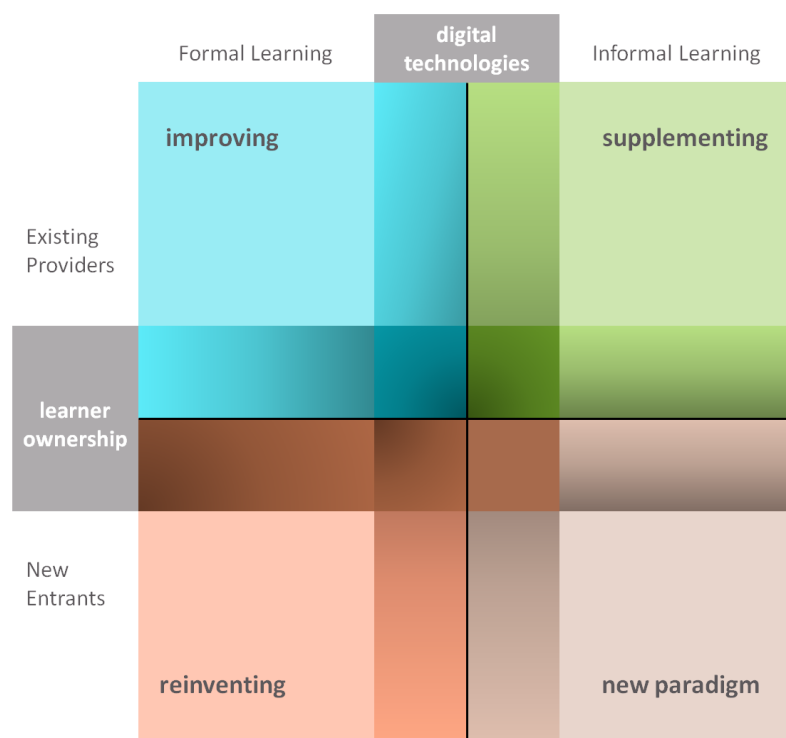 Formal Learning
digital
technologies
Informal Learning
improving
supplementing
Existing
Providers
learner
ownership
New
Entrants
reinventing
new paradigm